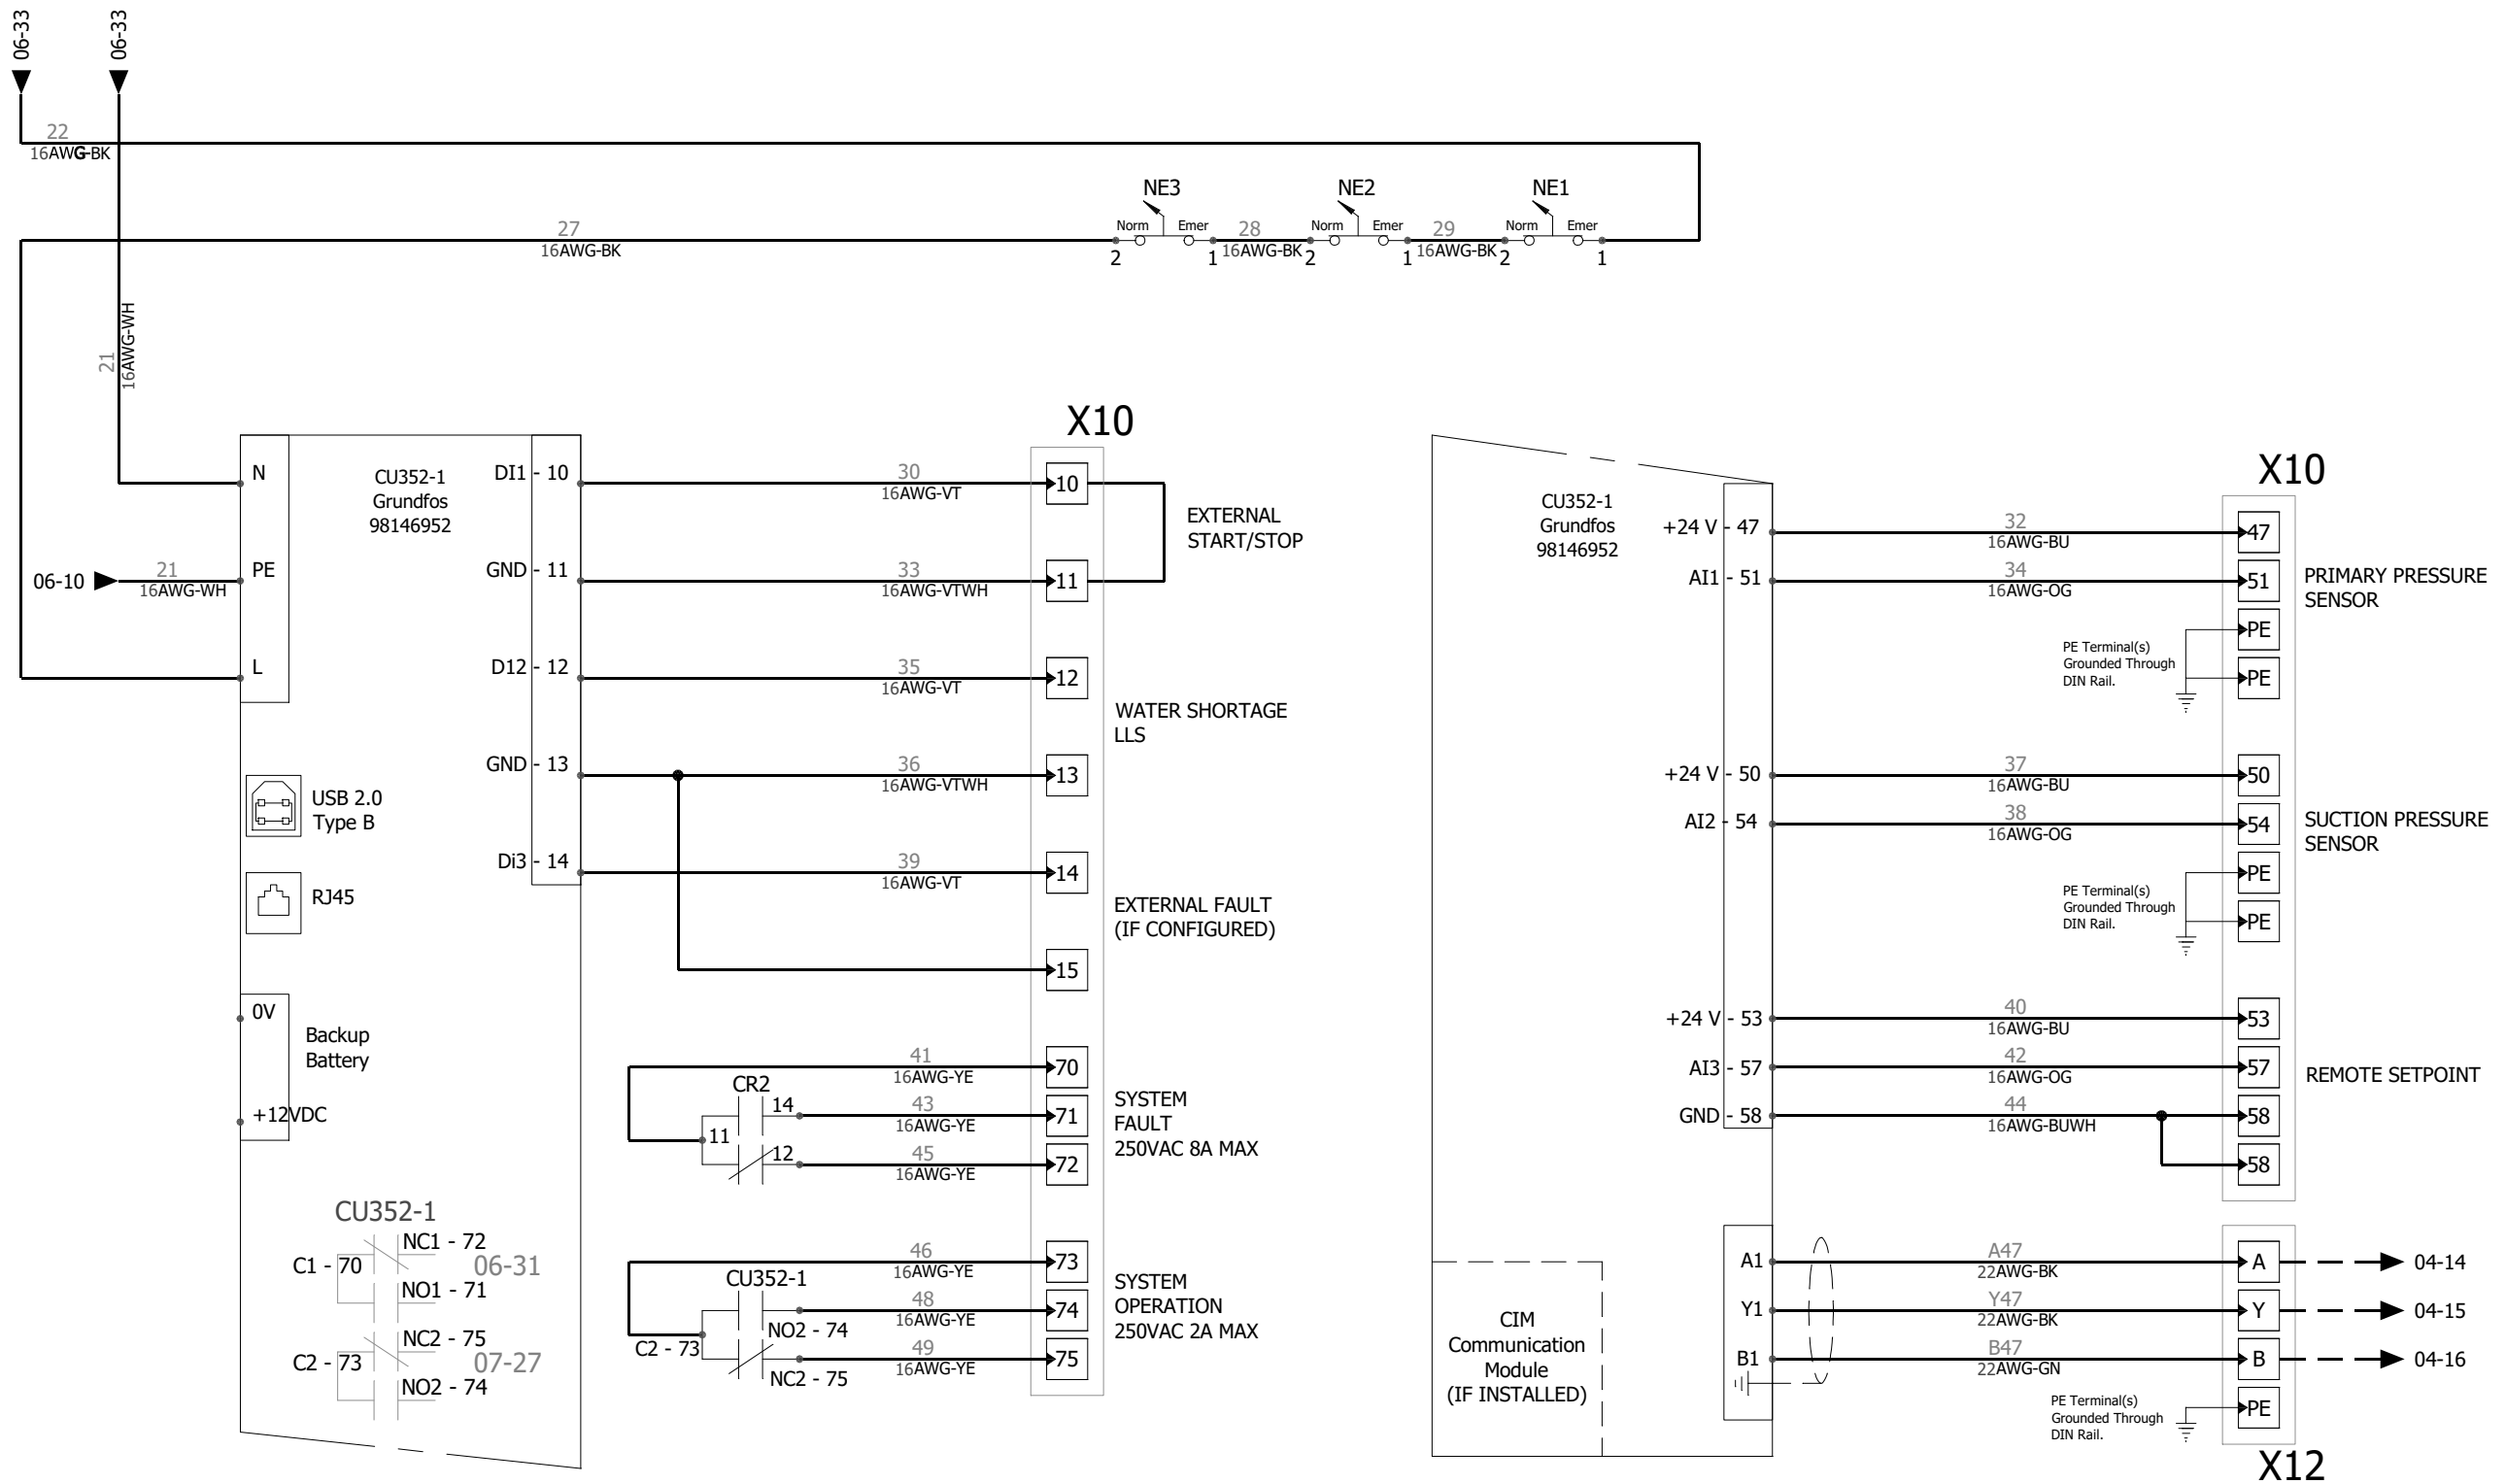 06-33
06-33
22
16AWG-BK
NE3
NE2
NE1
Norm Emer
Norm Emer
Norm Emer
27
16AWG-BK
28
16AWG-BK
29
16AWG-BK
2 1
2 1
2 1
21
16AWG-WH
06-10
21
16AWG-WH
N
PE
L
CU352-1
Grundfos
98146952
DI1 - 10
GND - 11
D12 - 12
GND - 13
Di3 - 14
USB 2.0
Type B
RJ45
0V
Backup
Battery
+12VDC
CU352-1
C1 - 70
NC1 - 72
06-31
NO1 - 71
C2 - 73
NC2 - 75
07-27
NO2 - 74
X10
30
16AWG-VT
10
EXTERNAL
START/STOP
33
16AWG-VTWH
11
35
16AWG-VT
12
WATER SHORTAGE
LLS
36
16AWG-VTWH
13
39
16AWG-VT
14
EXTERNAL FAULT
(IF CONFIGURED)
15
41
16AWG-YE
70
CR2
14
11
12
43
16AWG-YE
71
45
16AWG-YE
72
SYSTEM
FAULT
250VAC 8A MAX
46
16AWG-YE
73
CU352-1
C2 - 73
NO2 - 74
NC2 - 75
48
16AWG-YE
74
49
16AWG-YE
75
SYSTEM
OPERATION
250VAC 2A MAX
CU352-1
Grundfos
98146952
+24 V - 47
AI1 - 51
+24 V - 50
AI2 - 54
+24 V - 53
AI3 - 57
GND - 58
X10
32
16AWG-BU
47
34
16AWG-OG
51
PRIMARY PRESSURE
SENSOR
PE
PE
PE Terminal(s)
Grounded Through
DIN Rail.
37
16AWG-BU
50
38
16AWG-OG
54
SUCTION PRESSURE
SENSOR
PE
PE
PE Terminal(s)
Grounded Through
DIN Rail.
40
16AWG-BU
53
42
16AWG-OG
57
REMOTE SETPOINT
44
16AWG-BUWH
58
58
CIM
Communication
Module
(IF INSTALLED)
A1
Y1
B1
A47
22AWG-BK
A
04-14
Y47
22AWG-BK
Y
04-15
B47
22AWG-GN
B
04-16
PE Terminal(s)
Grounded Through
DIN Rail.
PE
X12